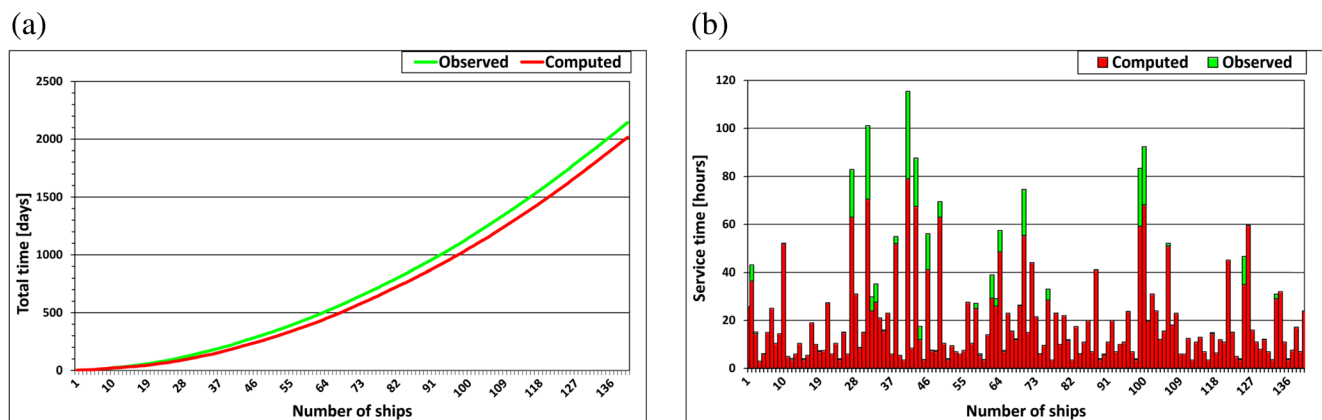 (a)
Observed Computed
2500
2000
1500
1000
500
0
Total time [days]
1 10 19 28 37 46 55 64 73 82 91 100 109 118 127 136
Number of ships
(b)
Computed Observed
120
100
80
60
40
20
0
Service time [hours]
1 10 19 28 37 46 55 64 73 82 91 100 109 118 127 136
Number of ships